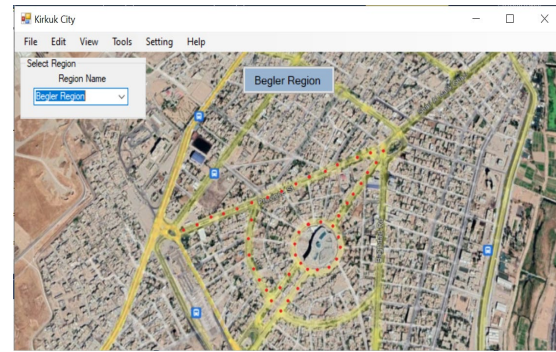 Kirkuk City
File Edit View Tools Setting Help
Select Region
Region Name
Begler Region
Begler Region